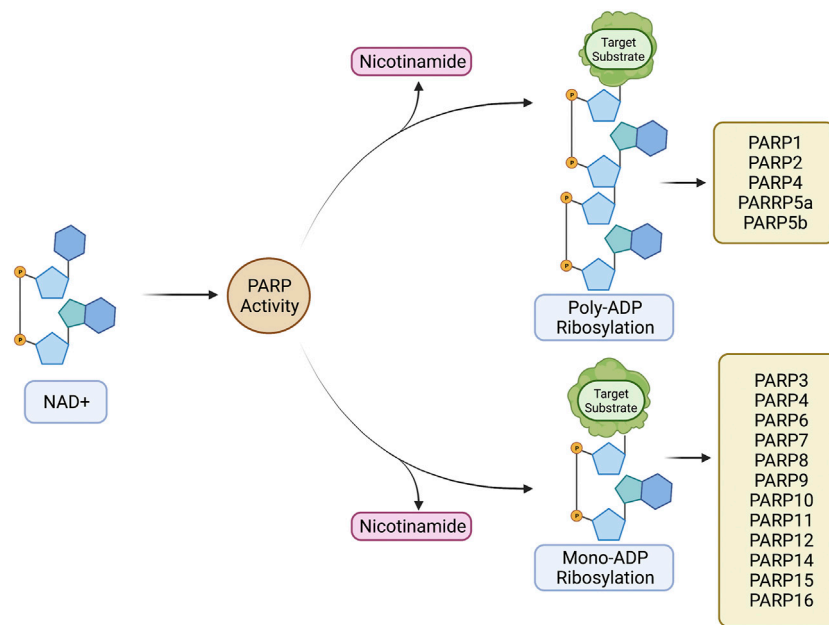 Target
Substrate
Nicotinamide
P
P
P
P
PARP1
PARP2
PARP4
PARRP5a
PARP5b
Poly-ADP
Ribosylation
P
P
NAD+
PARP
Activity
Target
Substrate
P
P
Nicotinamide
Mono-ADP
Ribosylation
PARP3
PARP4
PARP6
PARP7
PARP8
PARP9
PARP10
PARP11
PARP12
PARP14
PARP15
PARP16